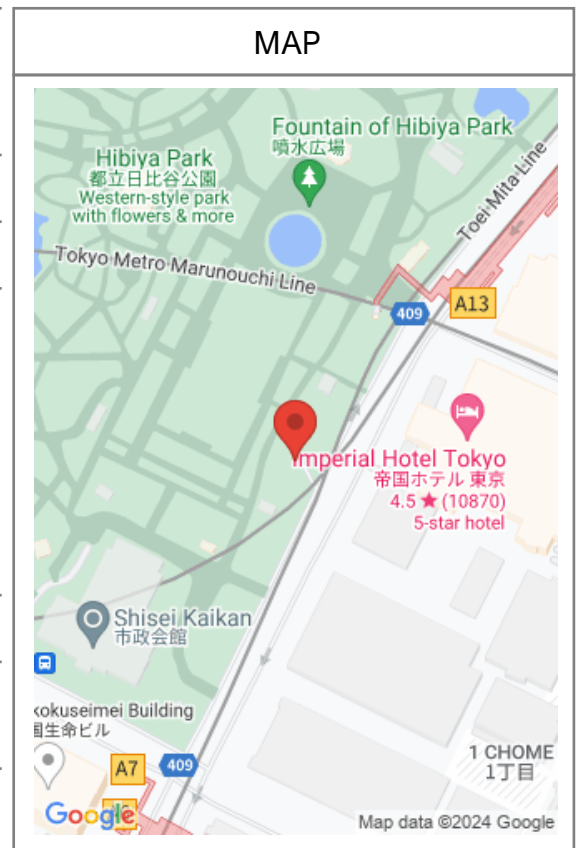 MAP
Fountain of Hibiya Park
噴水広場
Hibiya Park
都立日比谷公園
Western-style park
with flowers & more
Toei Mita Line
Tokyo Metro Marunouchi Line
409
A13
Imperial Hotel Tokyo
帝国ホテル 東京
4.5 ★ (10870)
5-star hotel
Shisei Kaikan
市政会館
kokuseimei Building
国生命ビル
1 CHOME
1丁目
A7
409
Google
Map data ©2024 Google